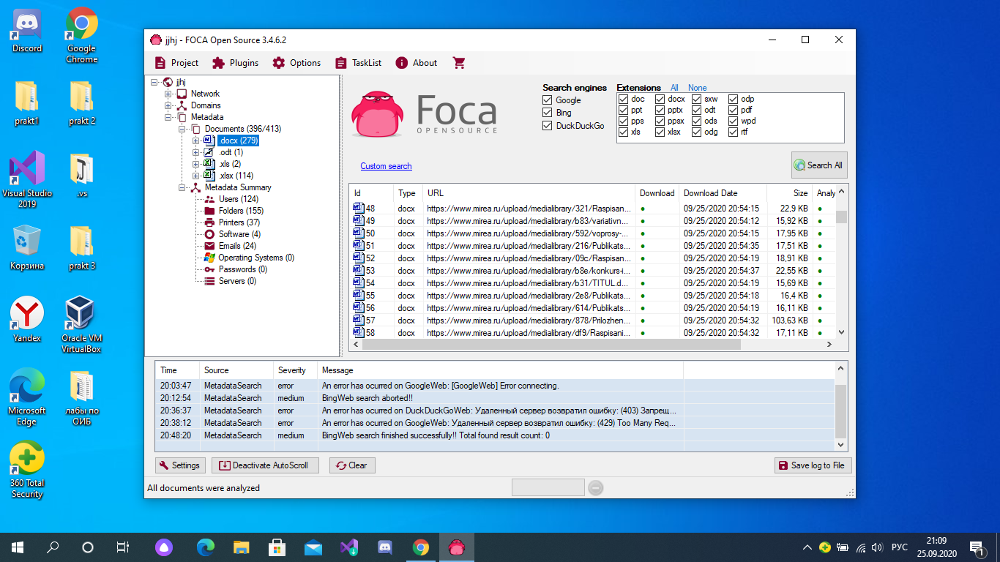 Discord
Google
Chrome
prakt1
prakt 2
Visual Studio
2019
.vs
Корзина
prakt 3
Yandex
Oracle VM
VirtualBox
Microsoft
Edge
лабы по
ОИБ
360 Total
Security
jjhj - FOCA Open Source 3.4.6.2
Project Plugins Options TaskList About
jjhj
Network
Domains
Metadata
Documents (396/413)
.docx (279)
.odt (1)
.xls (2)
.xlsx (114)
Metadata Summary
Users (124)
Folders (155)
Printers (37)
Software (4)
Emails (24)
Operating Systems (0)
Passwords (0)
Servers (0)
Foca
OPENSOURCE
Search engines
Google
Bing
DuckDuckGo
Extensions All None
doc docx sxw odp
ppt pptx odt pdf
pps ppsx ods wpd
xls xlsx odg rtf
Custom search
Search All
Id Type URL Download Download Date Size Analy
48 docx https://www.mirea.ru/upload/medialibrary/321/Raspisan... 09/25/2020 20:54:15 22,9 KB
49 docx https://www.mirea.ru/upload/medialibrary/b83/variativn... 09/25/2020 20:54:12 15,92 KB
50 docx https://www.mirea.ru/upload/medialibrary/592/voprosy-... 09/25/2020 20:54:15 17,95 KB
51 docx https://www.mirea.ru/upload/medialibrary/216/Publikats... 09/25/2020 20:54:35 17,51 KB
52 docx https://www.mirea.ru/upload/medialibrary/09c/Raspisan... 09/25/2020 20:54:19 18,91 KB
53 docx https://www.mirea.ru/upload/medialibrary/b8e/konkurs-i... 09/25/2020 20:54:37 22,55 KB
54 docx https://www.mirea.ru/upload/medialibrary/b31/TITUL.d... 09/25/2020 20:54:19 15,69 KB
55 docx https://www.mirea.ru/upload/medialibrary/2e8/Publikats... 09/25/2020 20:54:18 16,4 KB
56 docx https://www.mirea.ru/upload/medialibrary/614/Publikats... 09/25/2020 20:54:19 16,11 KB
57 docx https://www.mirea.ru/upload/medialibrary/878/Prilozhen... 09/25/2020 20:54:32 103,63 KB
58 docx https://www.mirea.ru/upload/medialibrary/df9/Raspisani... 09/25/2020 20:54:32 17,11 KB
Time Source Severity Message
20:03:47 MetadataSearch error An error has ocurred on GoogleWeb: [GoogleWeb] Error connecting.
20:12:54 MetadataSearch medium BingWeb search aborted!!
20:36:37 MetadataSearch error An error has ocurred on DuckDuckGoWeb: Удаленный сервер возвратил ошибку: (403) Запрещ...
20:38:12 MetadataSearch error An error has ocurred on GoogleWeb: Удаленный сервер возвратил ошибку: (429) Too Many Req...
20:48:20 MetadataSearch medium BingWeb search finished successfully!! Total found result count: 0
Settings Deactivate AutoScroll Clear Save log to File
All documents were analyzed
РУС
21:09
25.09.2020
1